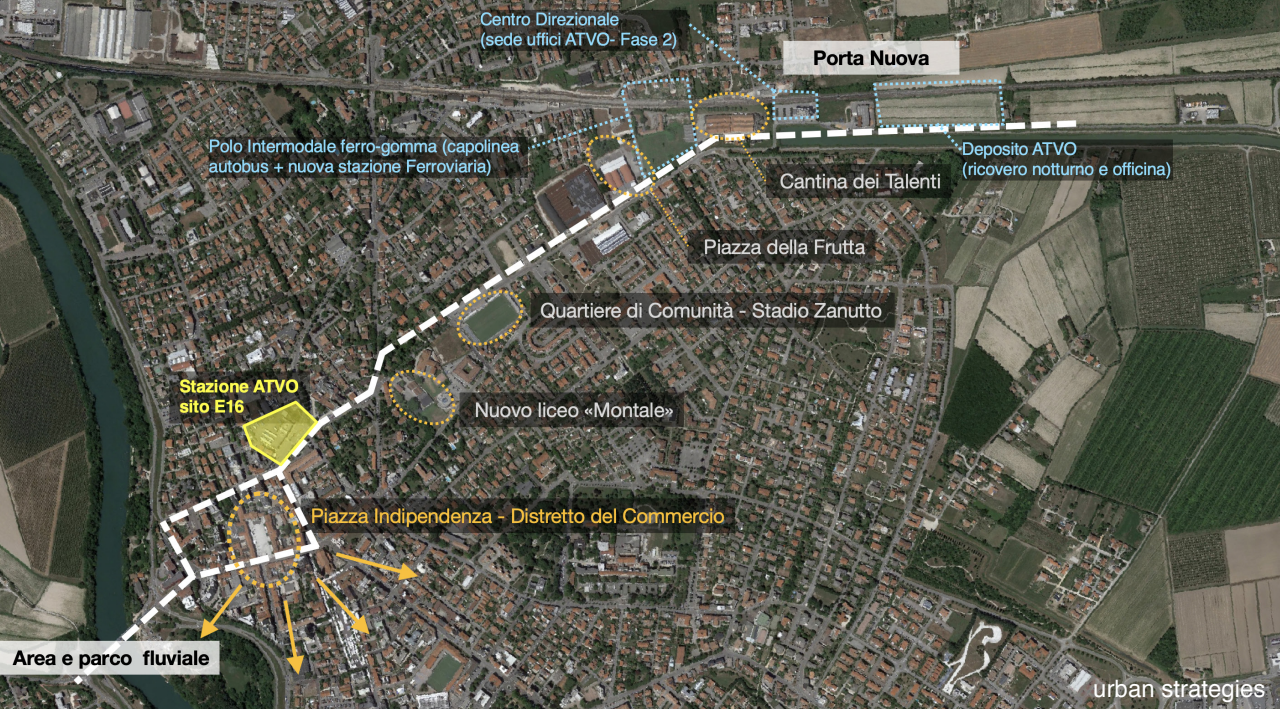 Centro Direzionale
(sede uffici ATVO- Fase 2)
Porta Nuova
Polo Intermodale ferro-gomma (capolinea
autobus + nuova stazione Ferroviaria)
Deposito ATVO
(ricovero notturno e officina)
Cantina dei Talenti
Piazza della Frutta
Quartiere di Comunità - Stadio Zanutto
Stazione ATVO
sito E16
Nuovo liceo «Montale»
Piazza Indipendenza - Distretto del Commercio
Area e parco fluviale
urban strategies